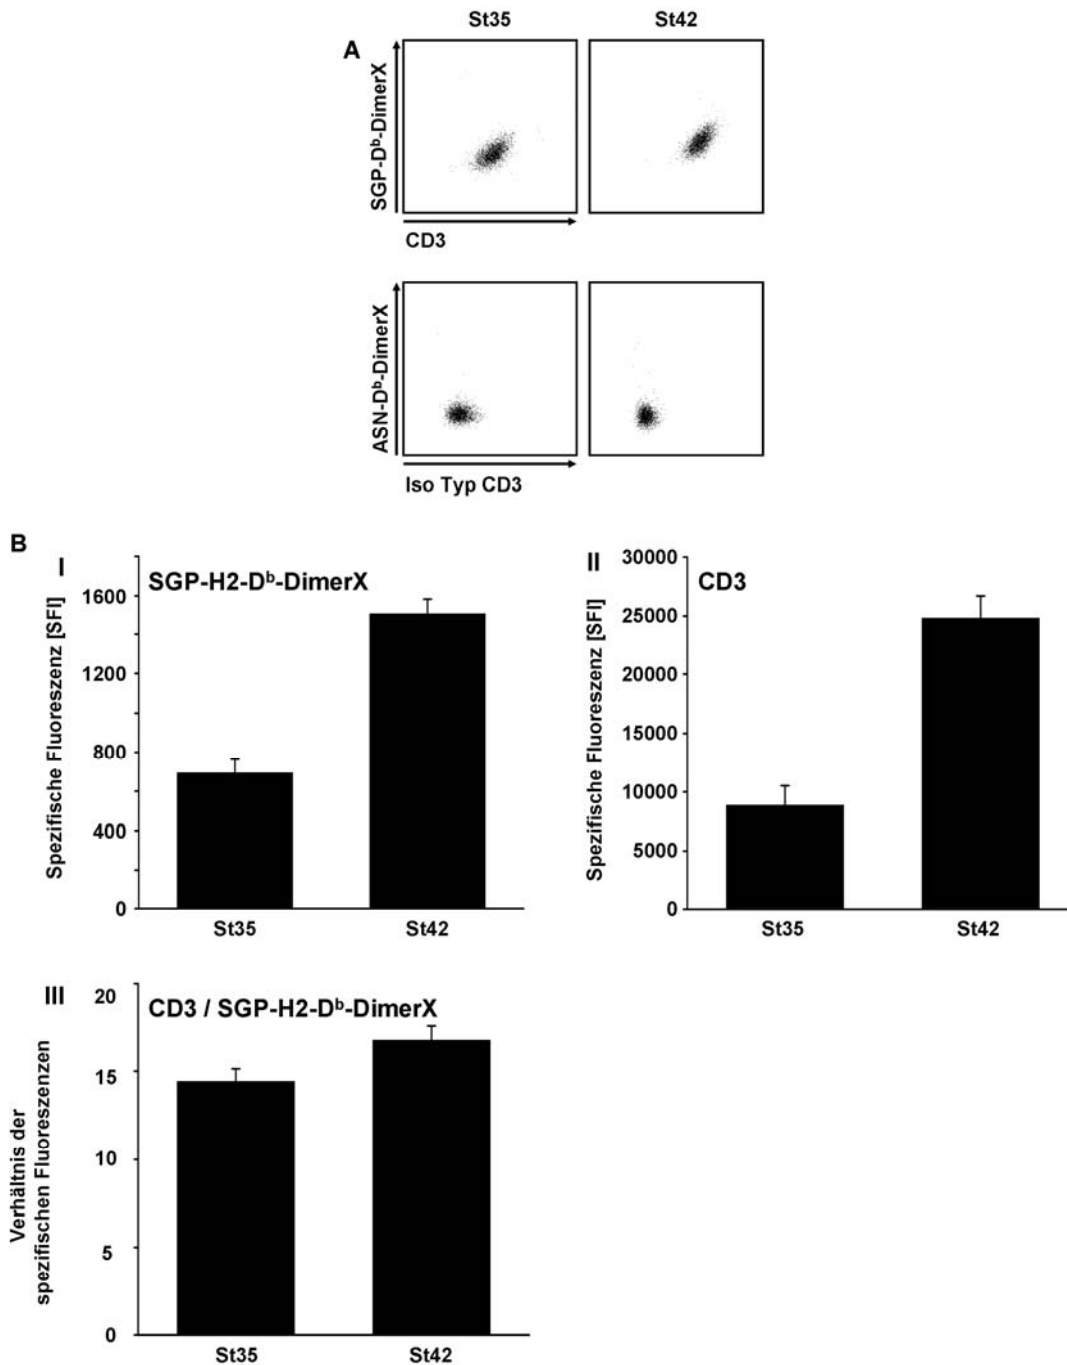 St35 St42
A
SGP-Dᵇ-DimerX
CD3
ASN-Dᵇ-DimerX
Iso Typ CD3
B
I
SGP-H2-Dᵇ-DimerX
Spezifische Fluoreszenz [SFI]
1600
1200
800
400
0
St35 St42
II
CD3
Spezifische Fluoreszenz [SFI]
30000
25000
20000
15000
10000
5000
0
St35 St42
III
CD3 / SGP-H2-Dᵇ-DimerX
Verhältnis der
spezifischen Fluoreszenzen
20
15
10
5
0
St35 St42